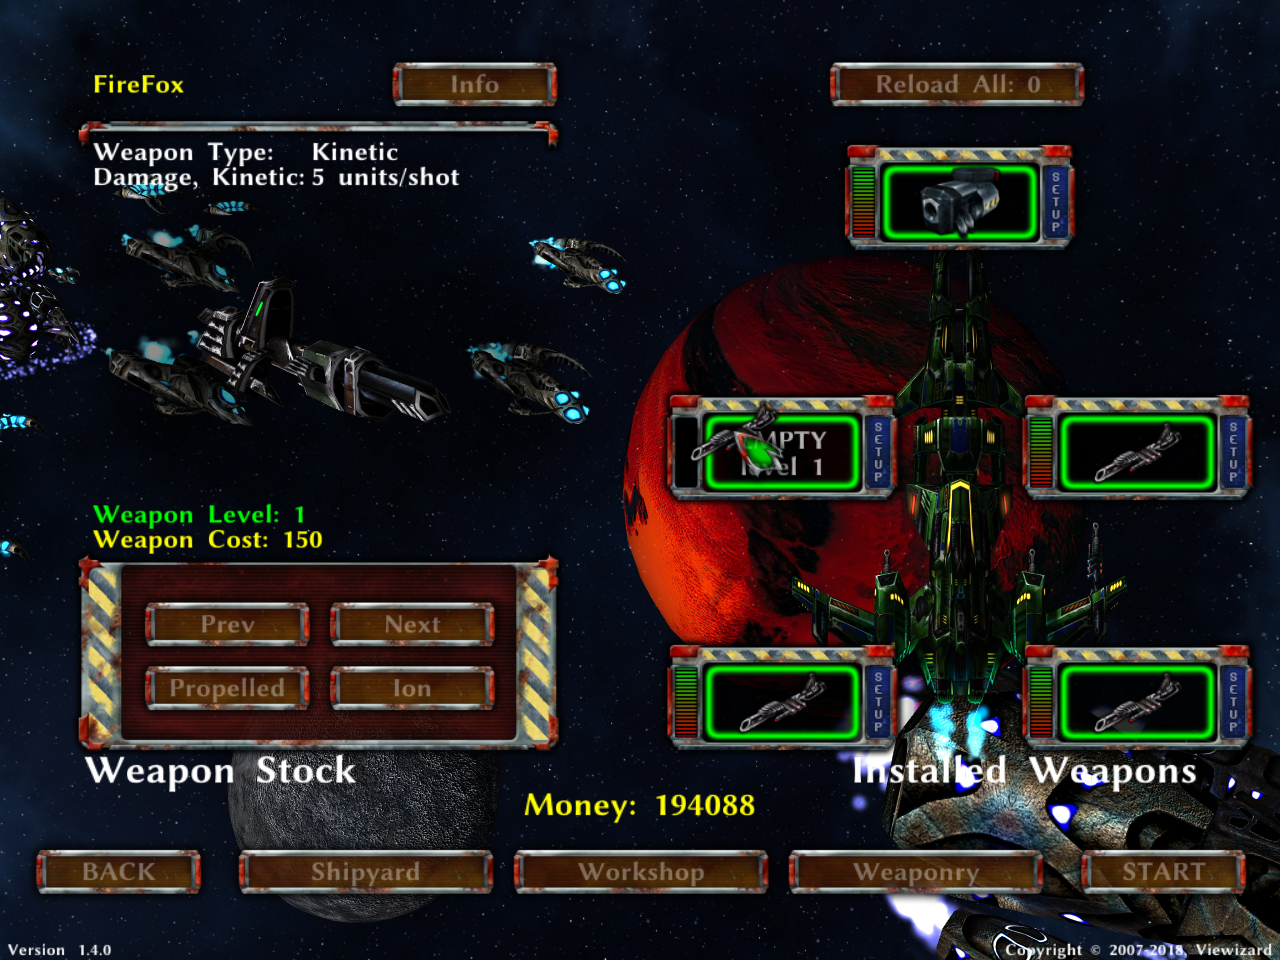 FireFox
Info
Reload All: 0
Weapon Type: Kinetic
Damage, Kinetic: 5 units/shot
SETUP
SETUP
SETUP
Level 1
Weapon Level: 1
Weapon Cost: 150
Prev
Next
Propelled
Ion
SETUP
SETUP
Weapon Stock
Installed Weapons
Money: 194088
BACK
Shipyard
Workshop
Weaponry
START
Version 1.4.0
Copyright © 2007-2018, Viewizard